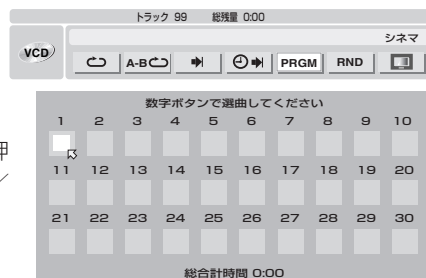 トラック 99 総残量 0:00
シネマ
VCD
A-B PRGM RND
数字ボタンで選曲してください
1 2 3 4 5 6 7 8 9 10
押
11 12 13 14 15 16 17 18 19 20
21 22 23 24 25 26 27 28 29 30
総合計時間 0:00